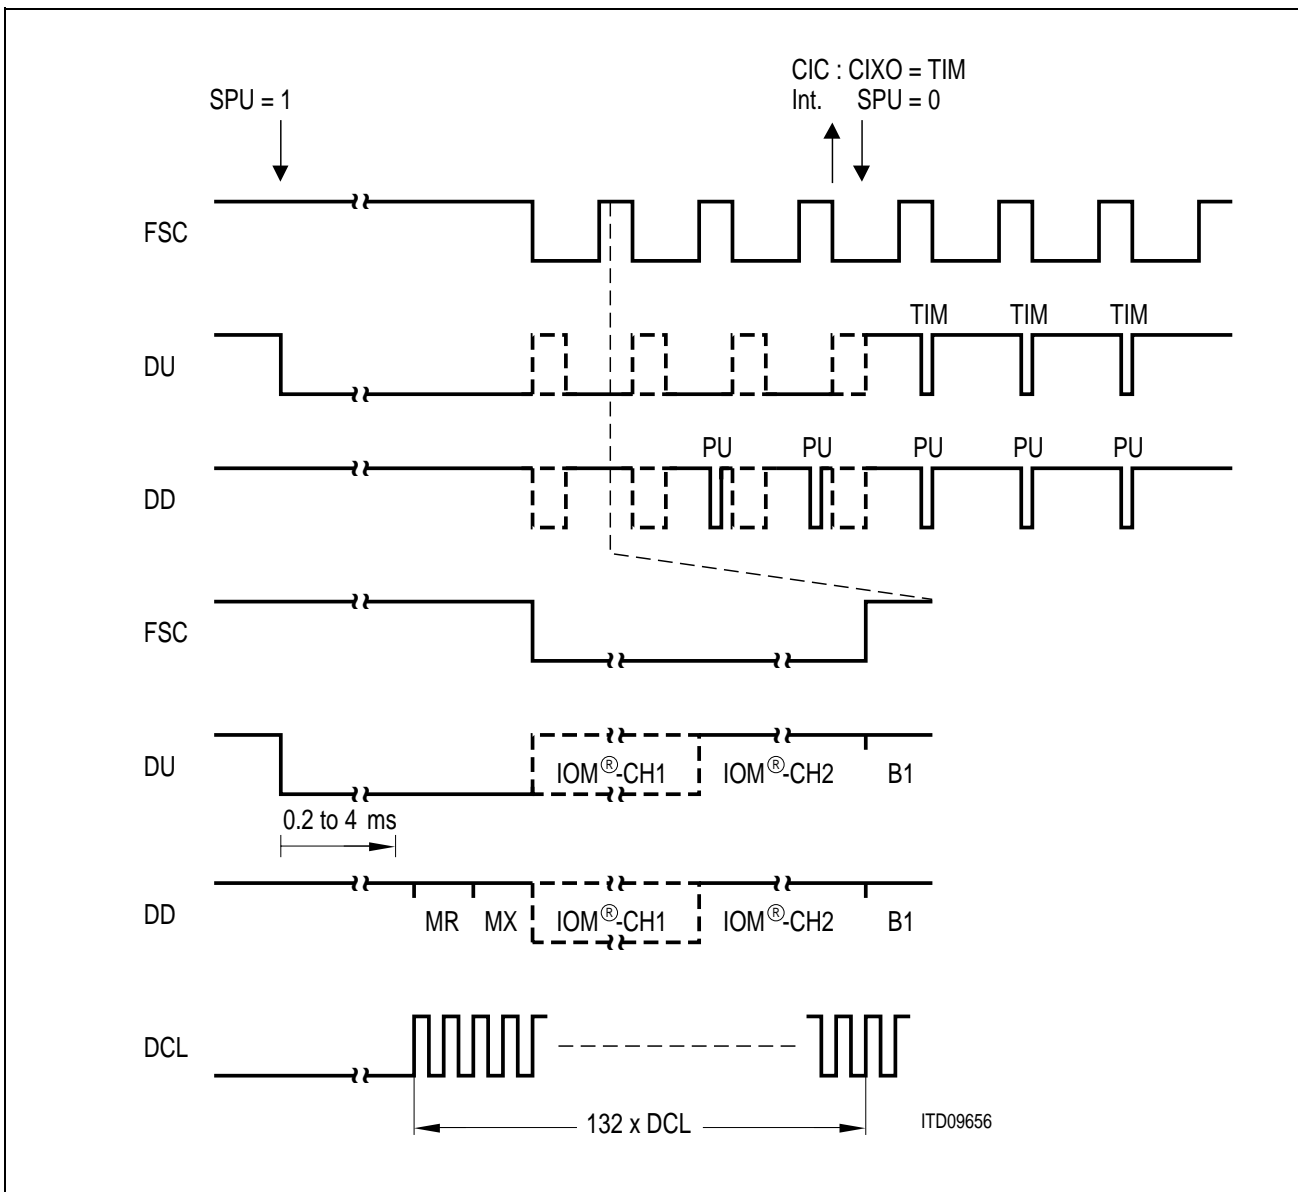 CIC : CIXO = TIM
SPU = 1
Int. SPU = 0
FSC
TIM TIM TIM
DU
PU PU PU PU PU
DD
FSC
DU
IOM®-CH1 IOM®-CH2 B1
0.2 to 4 ms
DD
MR MX IOM®-CH1 IOM®-CH2 B1
DCL
132 x DCL
ITD09656